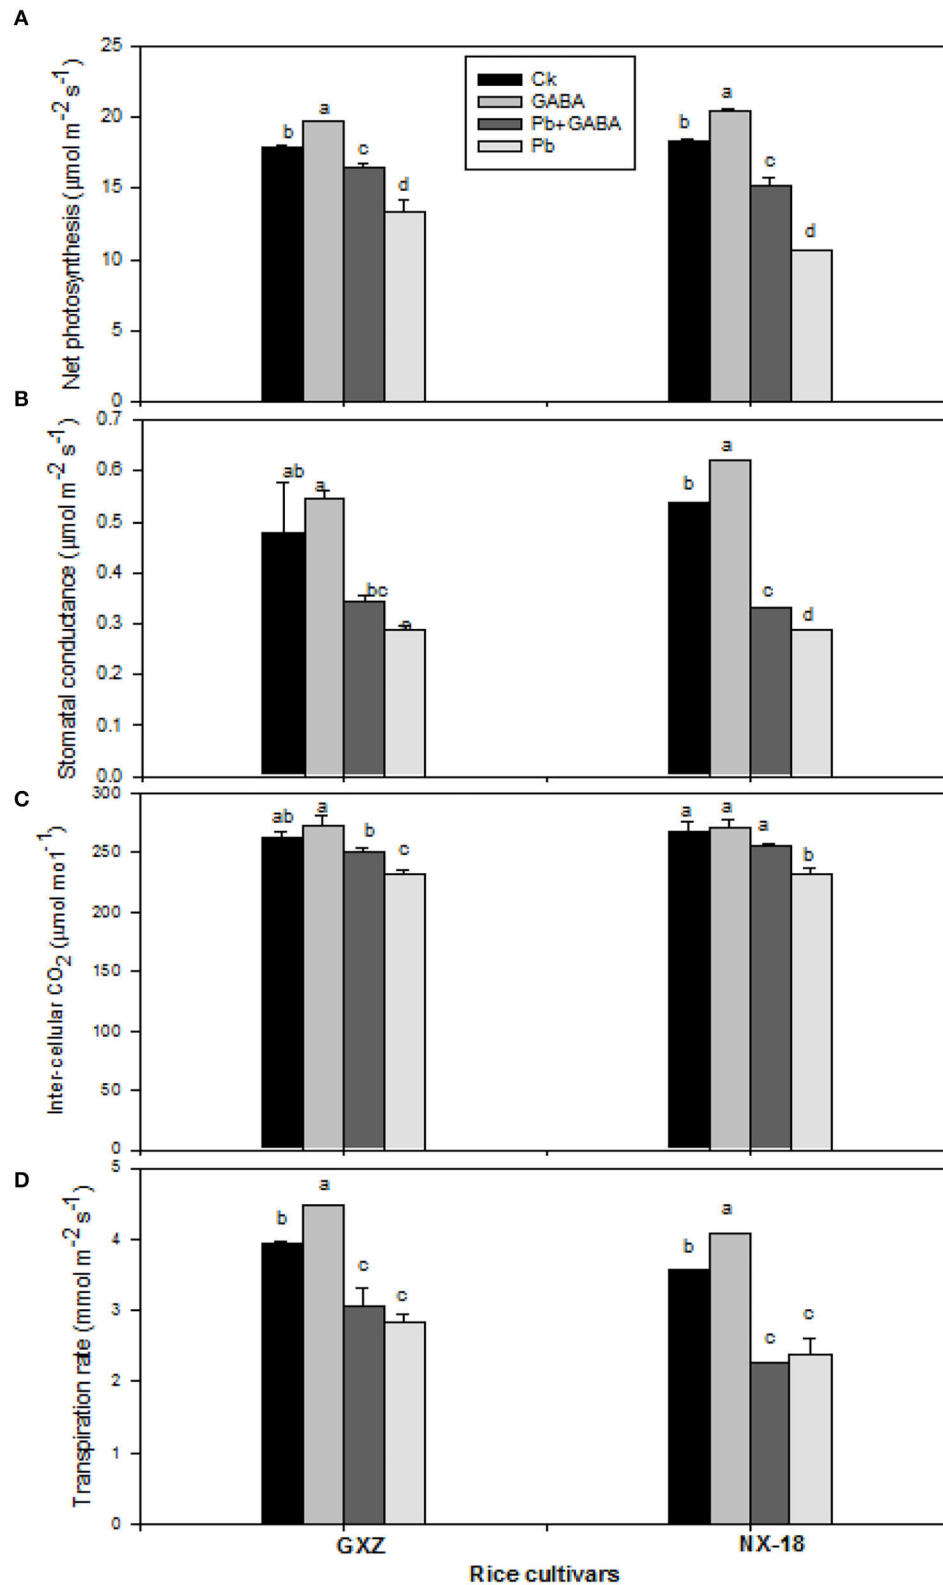 A
Net photosynthesis (µmol m⁻² s⁻¹)
25
20
15
10
5
0
Ck
GABA
Pb+GABA
Pb
b
a
c
d
b
a
c
d
B
Stomatal conductance (µmol m⁻² s⁻¹)
0.7
0.6
0.5
0.4
0.3
0.2
0.1
0.0
ab
a
bc
b
a
c
d
C
Inter-cellular CO₂ (µmol mo1⁻¹)
300
250
200
150
100
50
0
ab
a
b
c
a
a
a
b
D
Transpiration rate (mmol m⁻² s⁻¹)
5
4
3
2
1
0
b
a
c
c
b
a
c
c
GXZ
NX-18
Rice cultivars